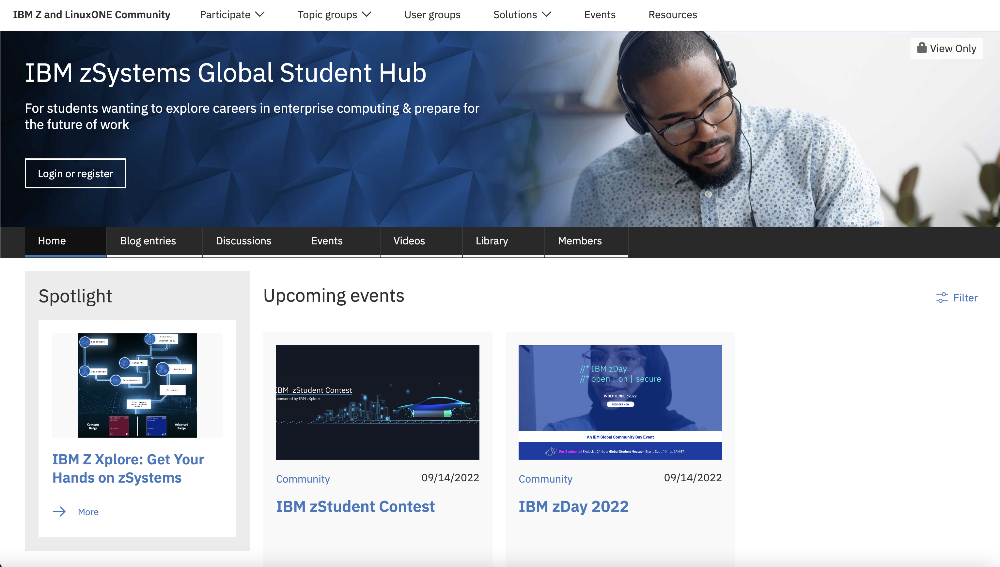 IBM Z and LinuxONE Community
Participate
Topic groups
User groups
Solutions
Events
Resources
View Only
IBM zSystems Global Student Hub
For students wanting to explore careers in enterprise computing & prepare for
the future of work
Login or register
Home
Blog entries
Discussions
Events
Videos
Library
Members
Spotlight
Essentials
October 2022
Concepts
Advanced
Get Started
Fundamentals
Extended
Challenges
continuously
added...
Concepts
Badge
Advanced
Badge
IBM Z Xplore: Get Your
Hands on zSystems
More
Upcoming events
Filter
IBM zStudent Contest
Sponsored by IBM zXplore
Community
09/14/2022
IBM zStudent Contest
//* IBM zDay
//* open | on | secure
15 SEPTEMBER 2022
REGISTER NOW
An IBM Global Community Day Event
For Students! Exclusive 24-hour Global Student Meetup - Starts Sept. 14th at 9AM ET
Community
09/14/2022
IBM zDay 2022